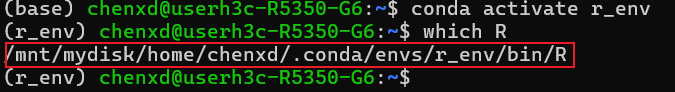 (base) chenxd@userh3c-R5350-G6:~$ conda activate r_env
(r_env) chenxd@userh3c-R5350-G6:~$ which R
/mnt/mydisk/home/chenxd/.conda/envs/r_env/bin/R
(r_env) chenxd@userh3c-R5350-G6:~$